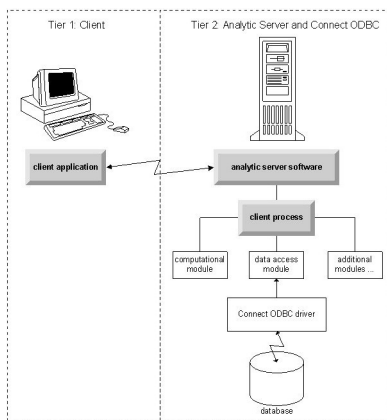 Tier 1: Client
Tier 2: Analytic Server and Connect ODBC
client application
analytic server software
client process
computational
module
data access
module
additional
modules ...
Connect ODBC driver
database